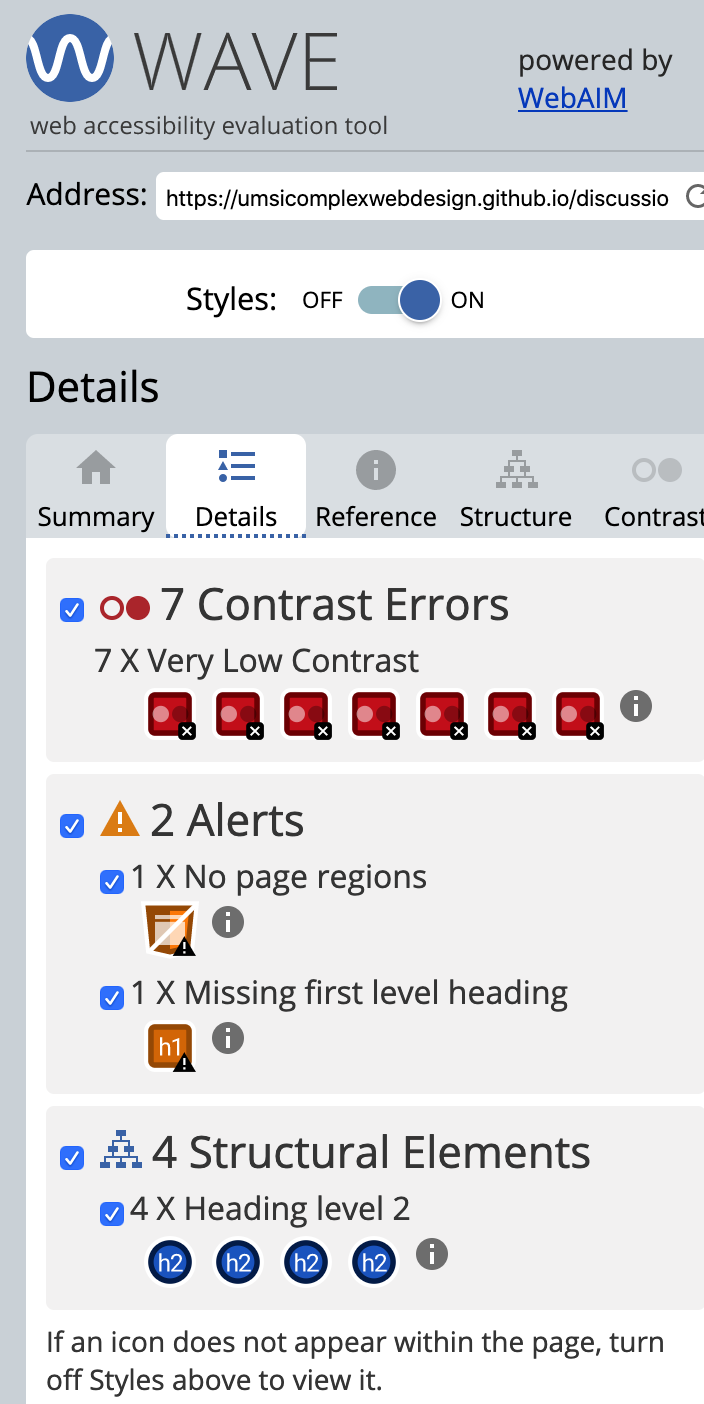 WAVE
powered by
WebAIM
web accessibility evaluation tool
Address: https://umsicomplexwebdesign.github.io/discussio
Styles: OFF ON
Details
Summary Details Reference Structure Contrast
7 Contrast Errors
7 X Very Low Contrast
2 Alerts
1 X No page regions
1 X Missing first level heading
h1
4 Structural Elements
4 X Heading level 2
h2 h2 h2 h2
If an icon does not appear within the page, turn
off Styles above to view it.